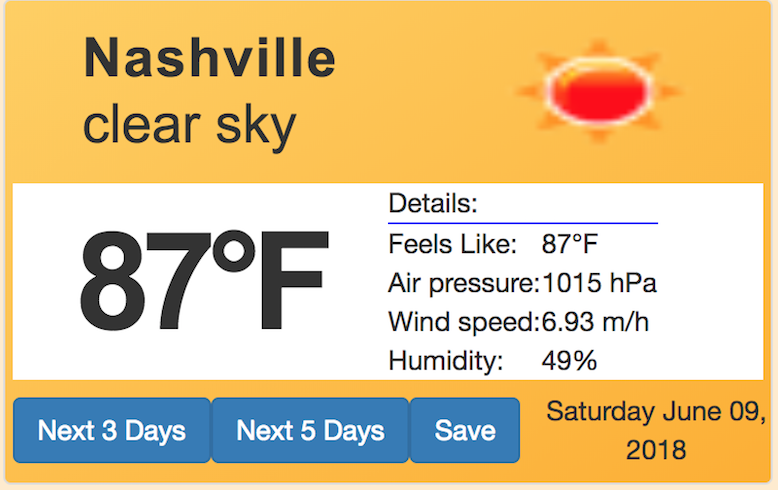 Nashville
clear sky
87°F
Details:
Feels Like: 87°F
Air pressure:1015 hPa
Wind speed:6.93 m/h
Humidity: 49%
Next 3 Days Next 5 Days Save
Saturday June 09,
2018